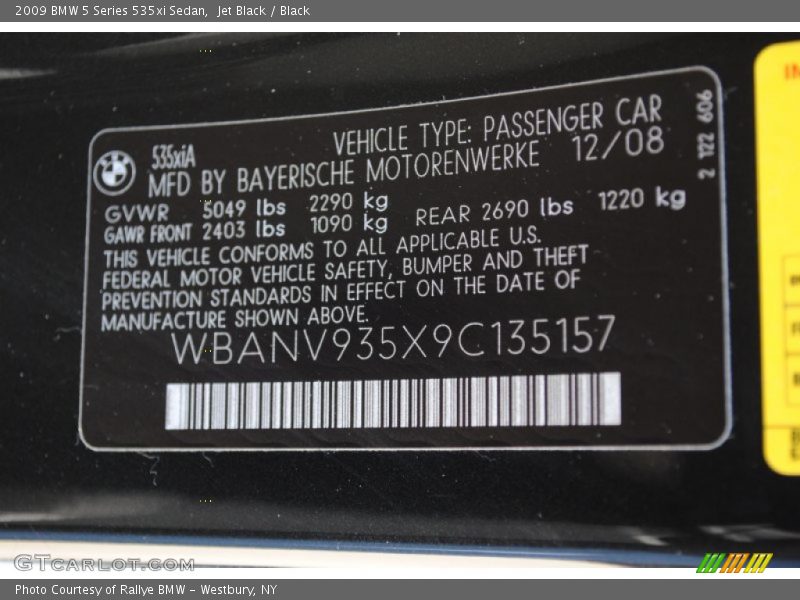 2009 BMW 5 Series 535xi Sedan, Jet Black / Black
535xiA
VEHICLE TYPE: PASSENGER CAR
MFD BY BAYERISCHE MOTORENWERKE 12/08
GVWR 5049 lbs 2290 kg
GAWR FRONT 2403 lbs 1090 kg REAR 2690 lbs 1220 kg
THIS VEHICLE CONFORMS TO ALL APPLICABLE U.S.
FEDERAL MOTOR VEHICLE SAFETY, BUMPER AND THEFT
PREVENTION STANDARDS IN EFFECT ON THE DATE OF
MANUFACTURE SHOWN ABOVE.
WBANV935X9C135157
2 122 606
GTCARLOT.COM
Photo Courtesy of Rallye BMW - Westbury, NY